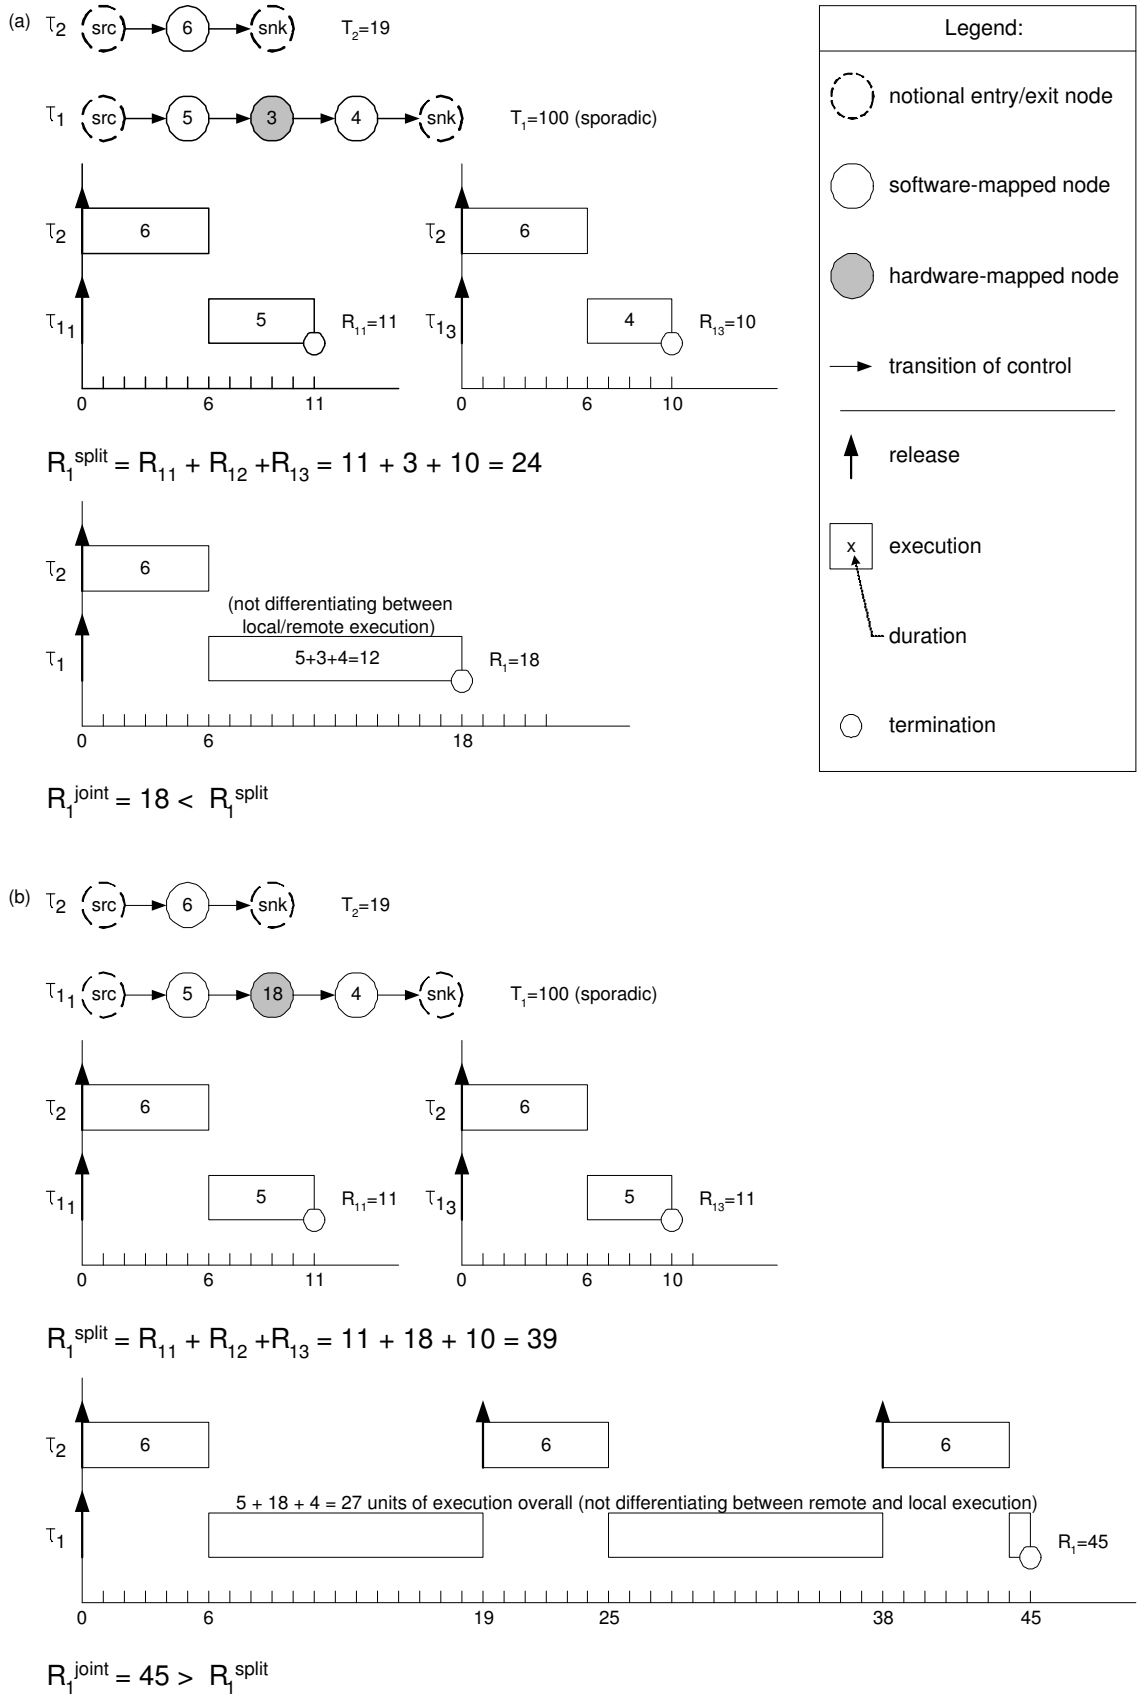 (a) τ2 src 6 snk T2=19
τ1 src 5 3 4 snk T1=100 (sporadic)
τ2 6 τ2 6
τ11 5 R11=11 τ13 4 R13=10
0 6 11 0 6 10
R1split = R11 + R12 +R13 = 11 + 3 + 10 = 24
τ2 6
(not differentiating between
local/remote execution)
τ1 5+3+4=12 R1=18
0 6 18
R1joint = 18 < R1split
(b) τ2 src 6 snk T2=19
τ11 src 5 18 4 snk T1=100 (sporadic)
τ2 6 τ2 6
τ11 5 R11=11 τ13 5 R13=11
0 6 11 0 6 10
R1split = R11 + R12 +R13 = 11 + 18 + 10 = 39
τ2 6 6 6
5 + 18 + 4 = 27 units of execution overall (not differentiating between remote and local execution)
τ1 R1=45
0 6 19 25 38 45
R1joint = 45 > R1split
Legend:
notional entry/exit node
software-mapped node
hardware-mapped node
transition of control
release
x execution
duration
termination